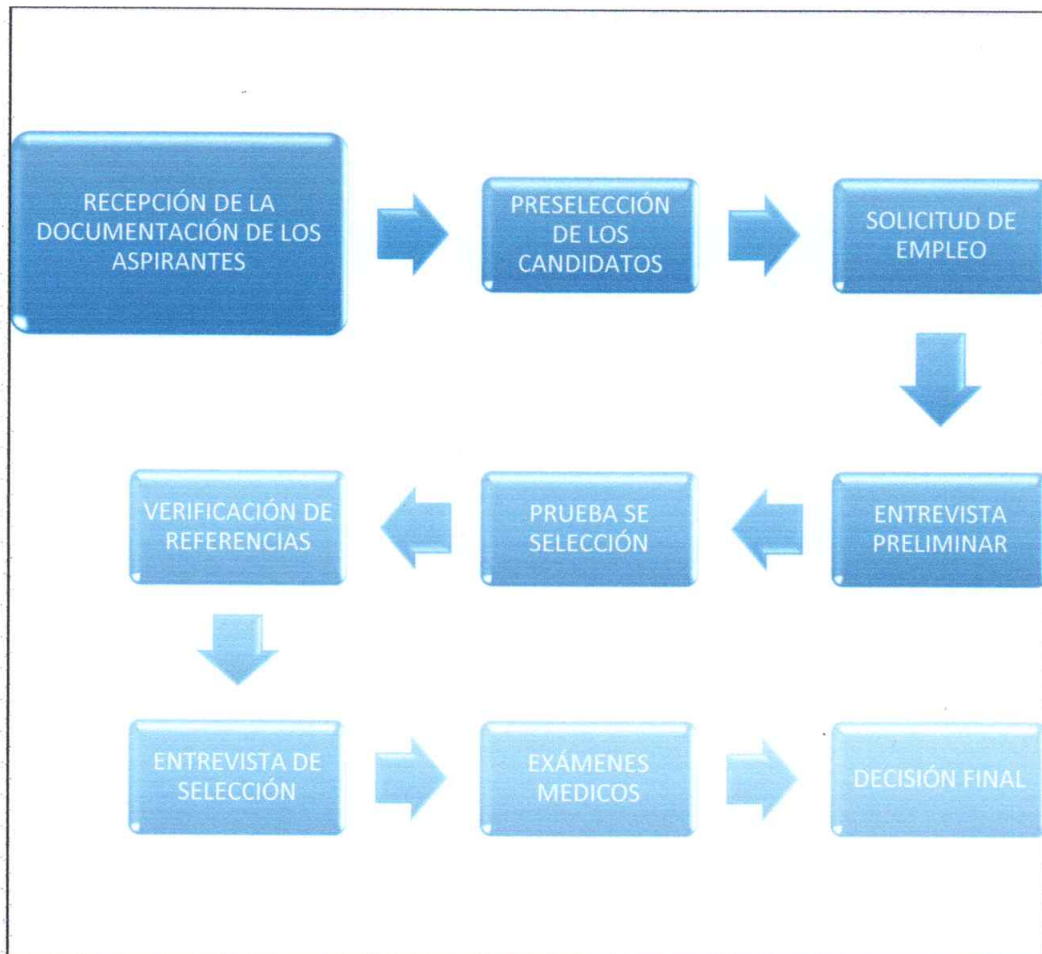 RECEPCIÓN DE LA
DOCUMENTACIÓN DE LOS
ASPIRANTES
PRESELECCIÓN
DE LOS
CANDIDATOS
SOLICITUD DE
EMPLEO
ENTREVISTA
PRELIMINAR
PRUEBA SE
SELECCIÓN
VERIFICACIÓN DE
REFERENCIAS
ENTREVISTA DE
SELECCIÓN
EXÁMENES
MEDICOS
DECISIÓN FINAL